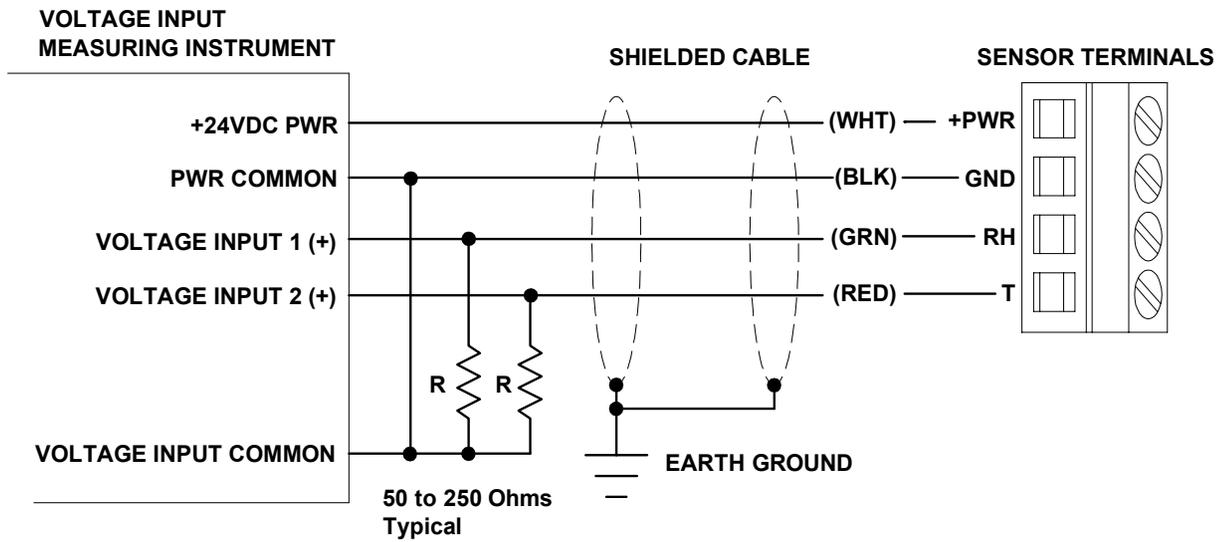 VOLTAGE INPUT
MEASURING INSTRUMENT
SHIELDED CABLE
SENSOR TERMINALS
+24VDC PWR
(WHT)
+PWR
PWR COMMON
(BLK)
GND
VOLTAGE INPUT 1 (+)
(GRN)
RH
VOLTAGE INPUT 2 (+)
(RED)
T
R
R
VOLTAGE INPUT COMMON
EARTH GROUND
50 to 250 Ohms
Typical